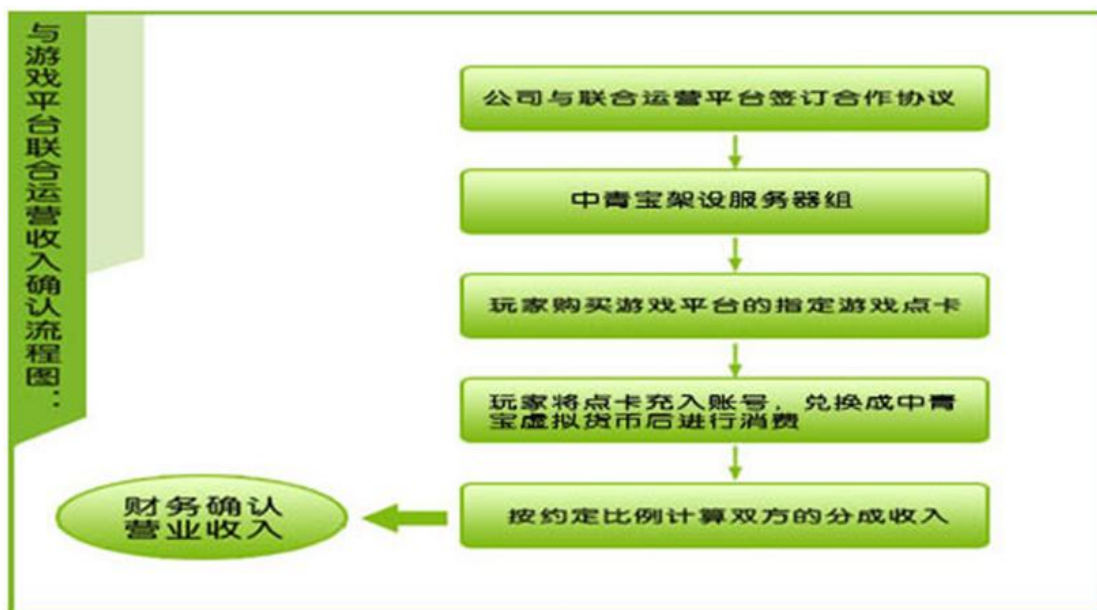 与游戏平台联合运营收入确认流程图：
公司与联合运营平台签订合作协议
中青宝架设服务器组
玩家购买游戏平台的指定游戏点卡
玩家将点卡充入账号，兑换成中青
宝虚拟货币后进行消费
按约定比例计算双方的分成收入
财务确认
营业收入